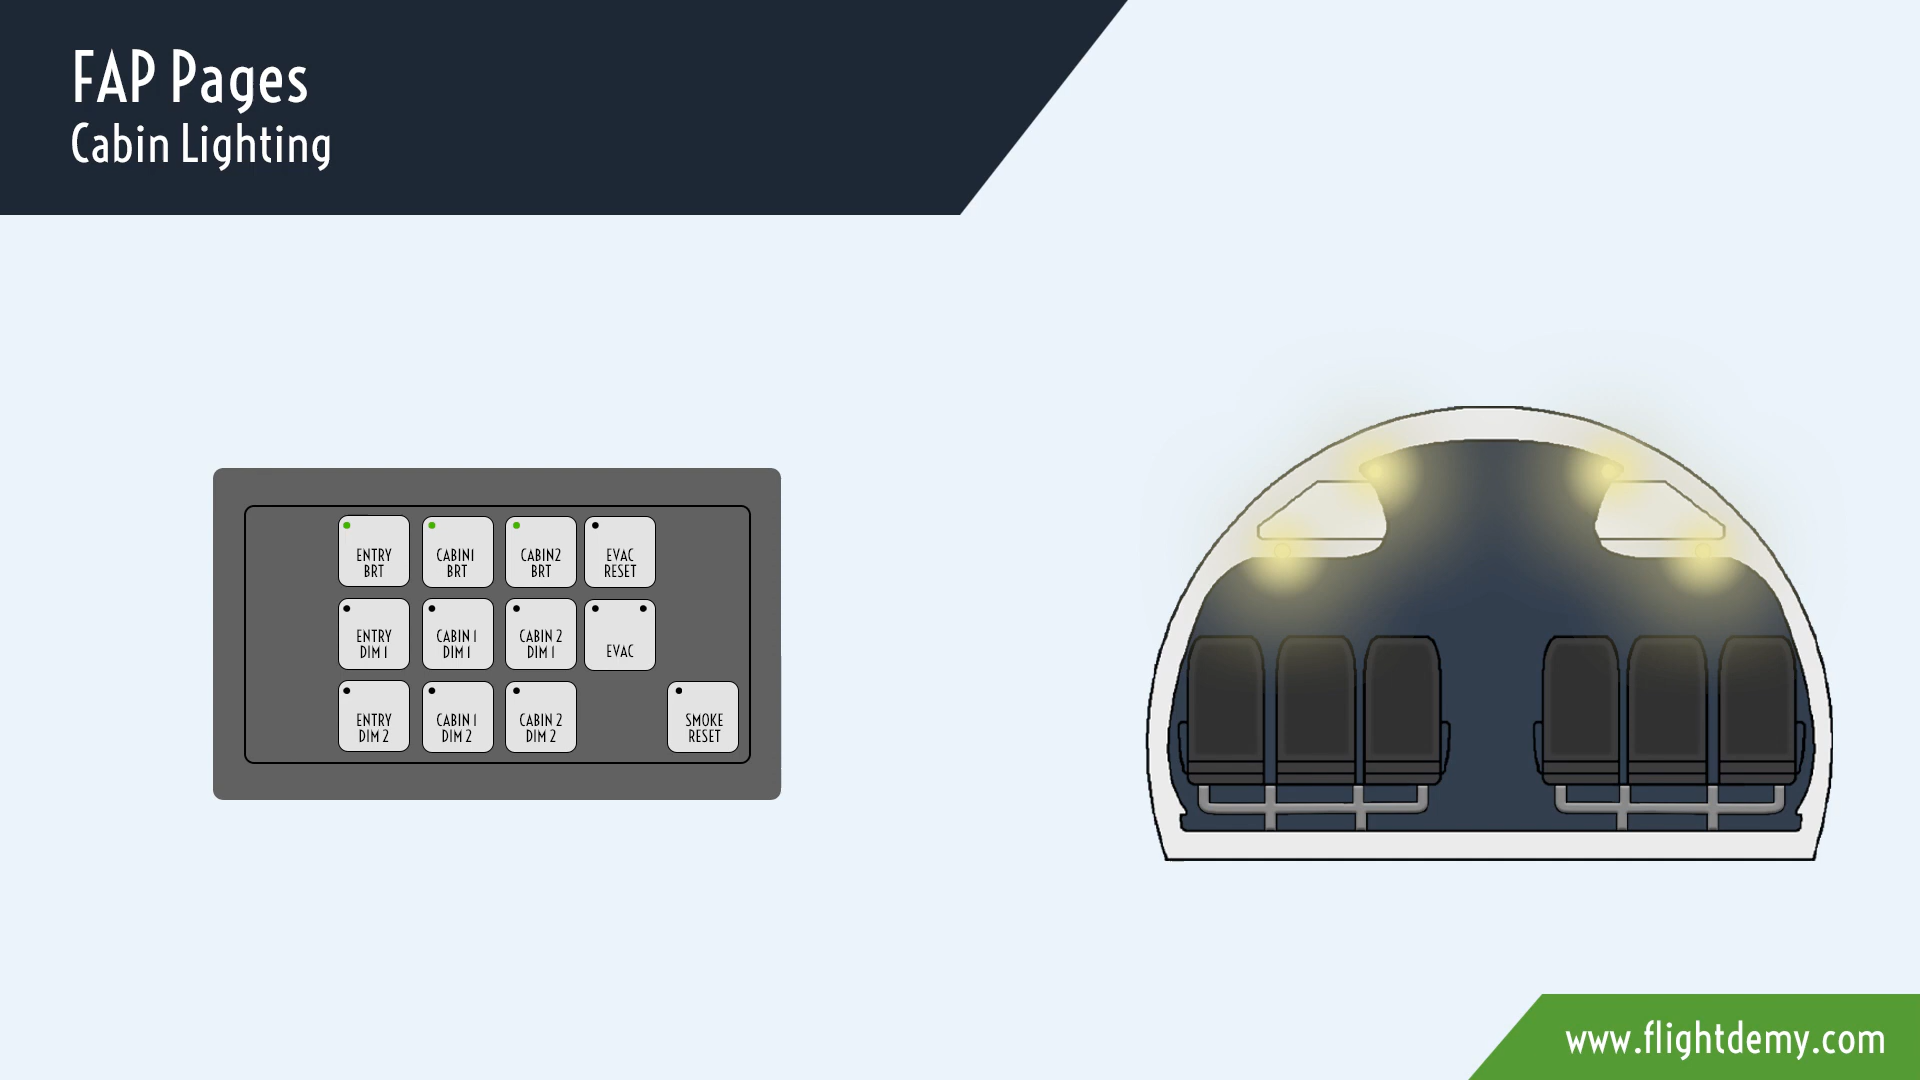 FAP Pages
Cabin Lighting
ENTRY
BRT
CABIN1
BRT
CABIN2
BRT
EVAC
RESET
ENTRY
DIM 1
CABIN 1
DIM 1
CABIN 2
DIM 1
EVAC
ENTRY
DIM 2
CABIN 1
DIM 2
CABIN 2
DIM 2
SMOKE
RESET
www.flightdemy.com